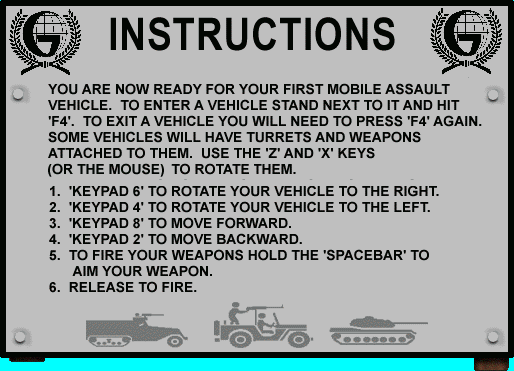 INSTRUCTIONS
YOU ARE NOW READY FOR YOUR FIRST MOBILE ASSAULT
VEHICLE. TO ENTER A VEHICLE STAND NEXT TO IT AND HIT
'F4'. TO EXIT A VEHICLE YOU WILL NEED TO PRESS 'F4' AGAIN.
SOME VEHICLES WILL HAVE TURRETS AND WEAPONS
ATTACHED TO THEM. USE THE 'Z' AND 'X' KEYS
(OR THE MOUSE) TO ROTATE THEM.
1. 'KEYPAD 6' TO ROTATE YOUR VEHICLE TO THE RIGHT.
2. 'KEYPAD 4' TO ROTATE YOUR VEHICLE TO THE LEFT.
3. 'KEYPAD 8' TO MOVE FORWARD.
4. 'KEYPAD 2' TO MOVE BACKWARD.
5. TO FIRE YOUR WEAPONS HOLD THE 'SPACEBAR' TO
AIM YOUR WEAPON.
6. RELEASE TO FIRE.